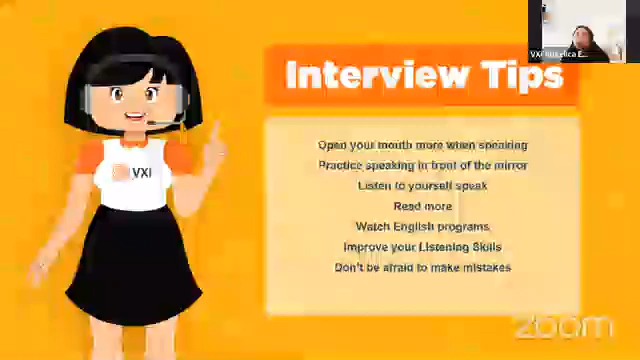 Interview Tips
Open your mouth more when speaking
Practice speaking in front of the mirror
Listen to yourself speak
Read more
Watch English programs
Improve your Listening Skills
Don't be afraid to make mistakes
VXI
zoom